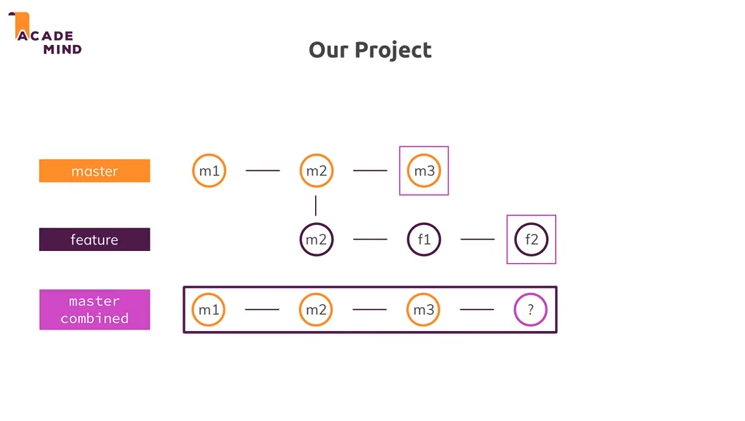 ACADE
MIND
Our Project
master
m1
m2
m3
feature
m2
f1
f2
master
combined
m1
m2
m3
?